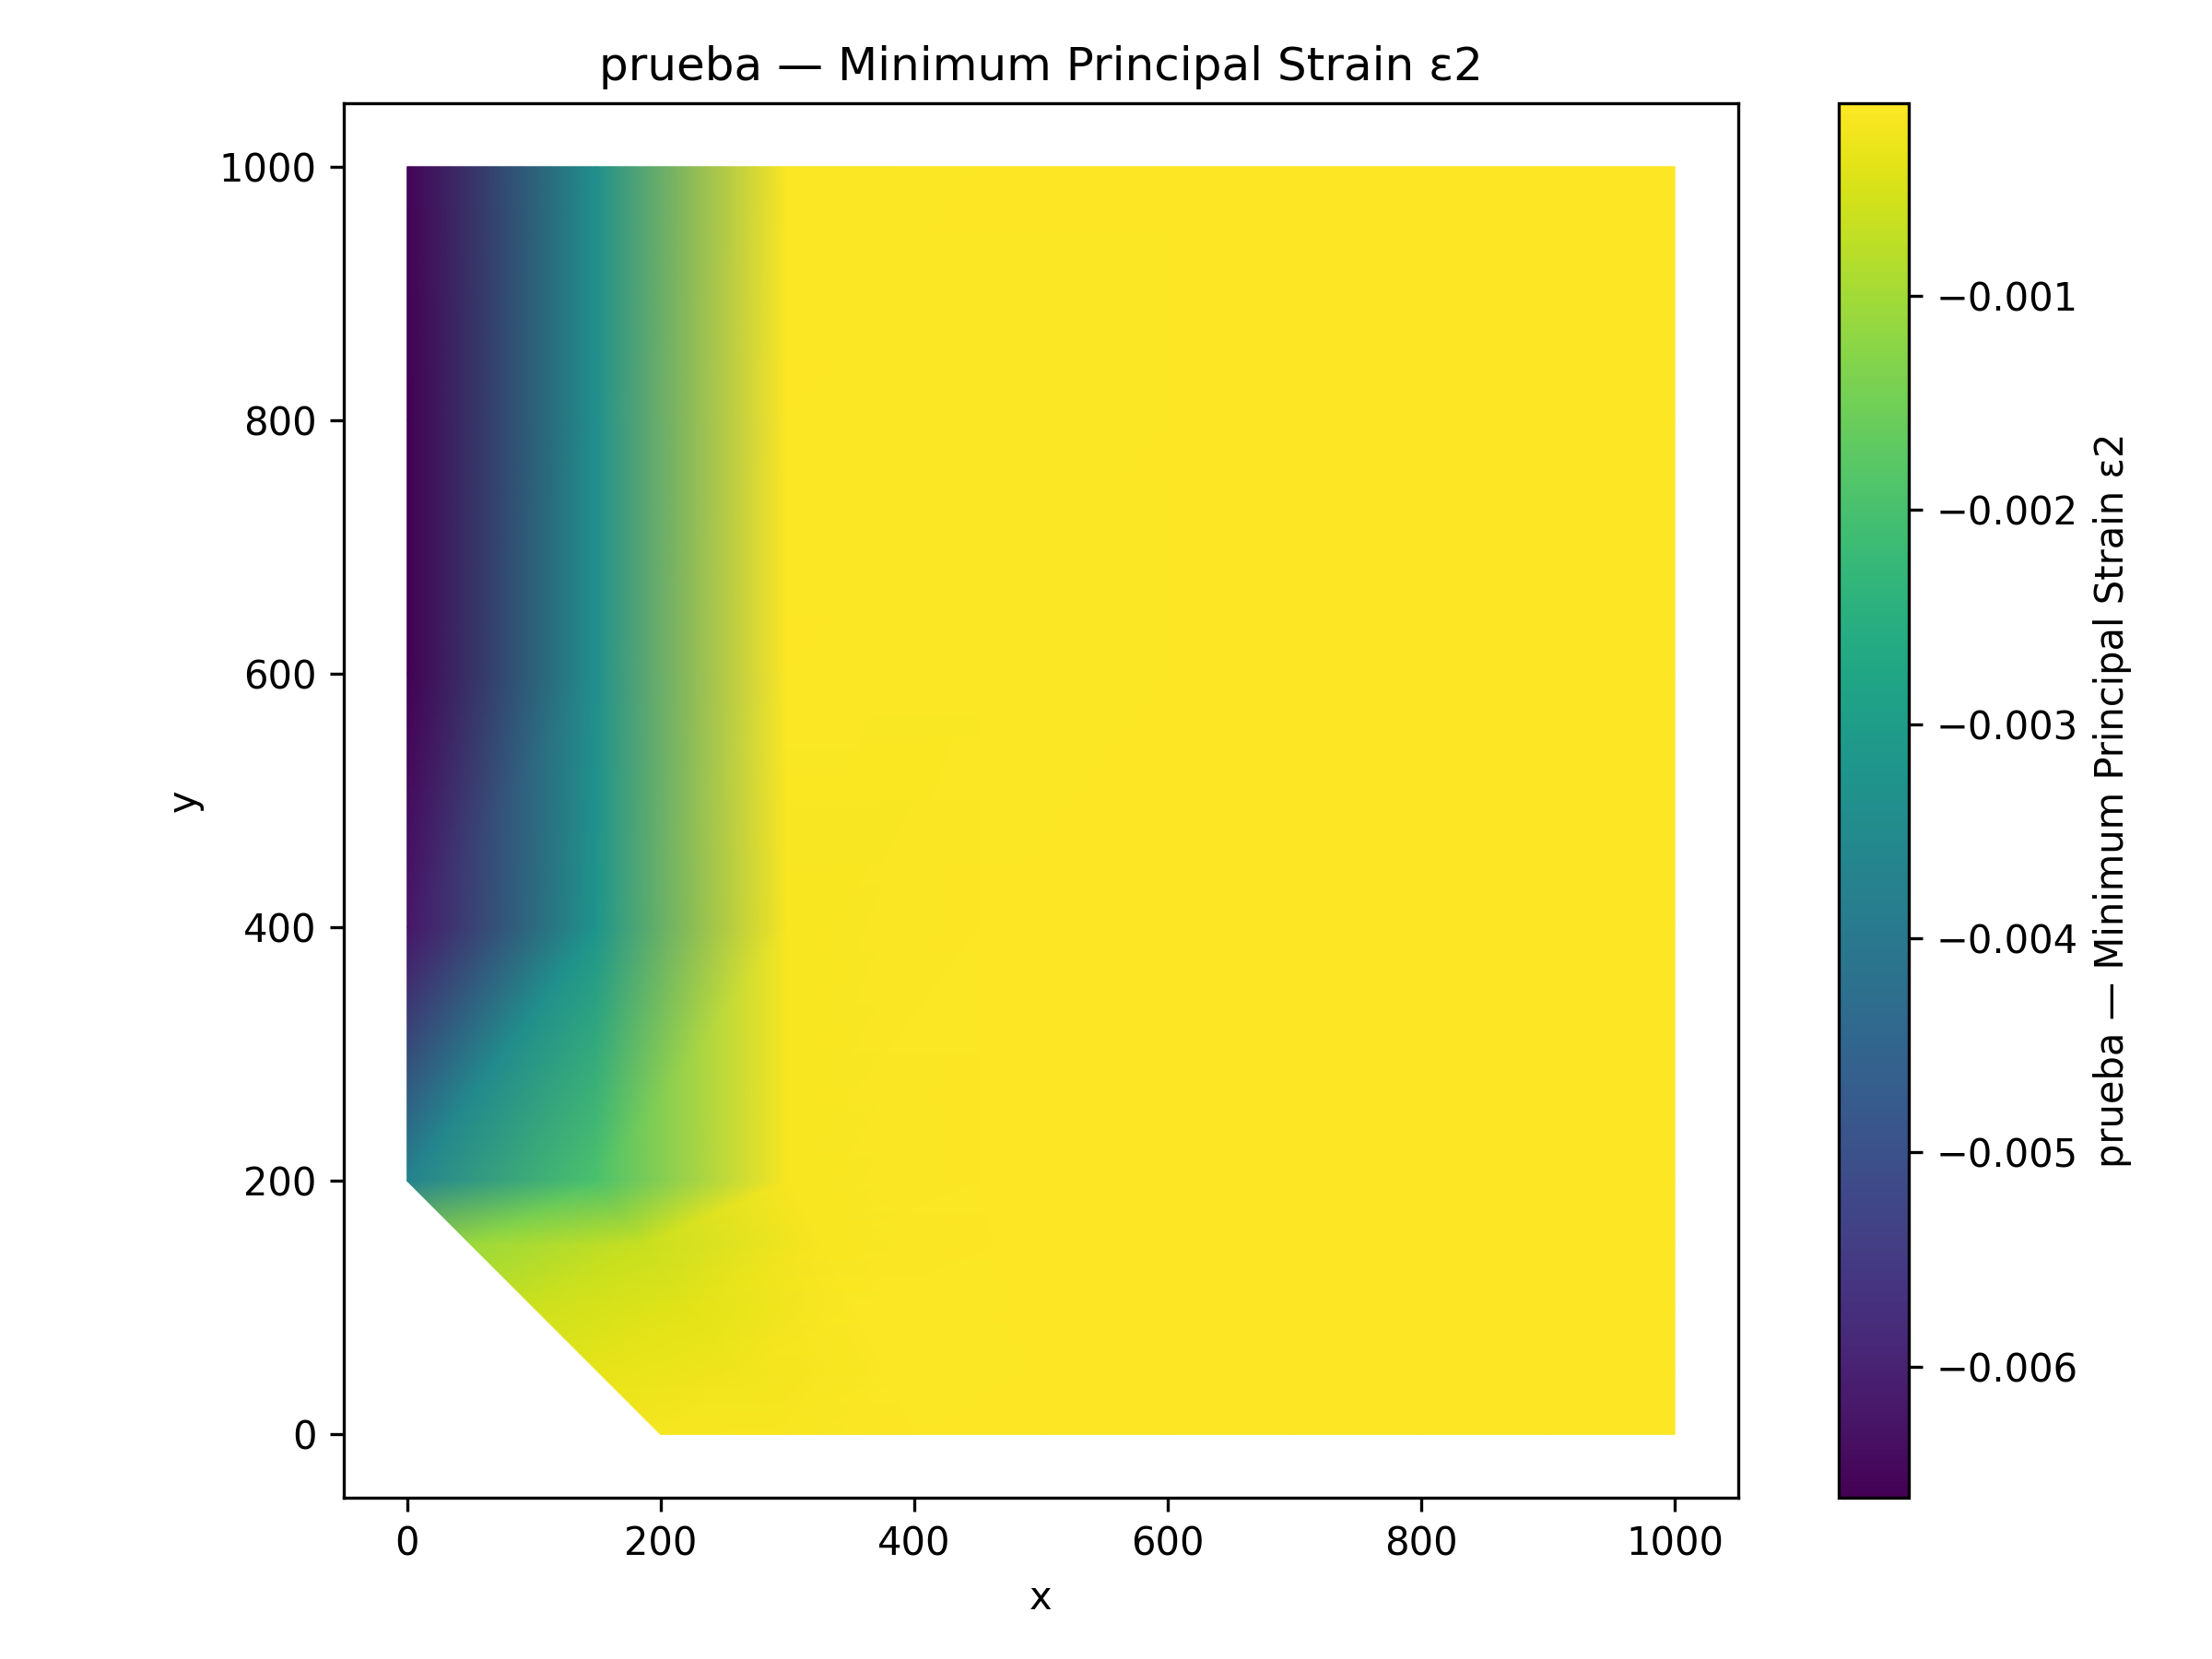 prueba — Minimum Principal Strain ε2
1000
800
600
400
200
0
y
0 200 400 600 800 1000
x
−0.001
−0.002
−0.003
−0.004
−0.005
−0.006
prueba — Minimum Principal Strain ε2